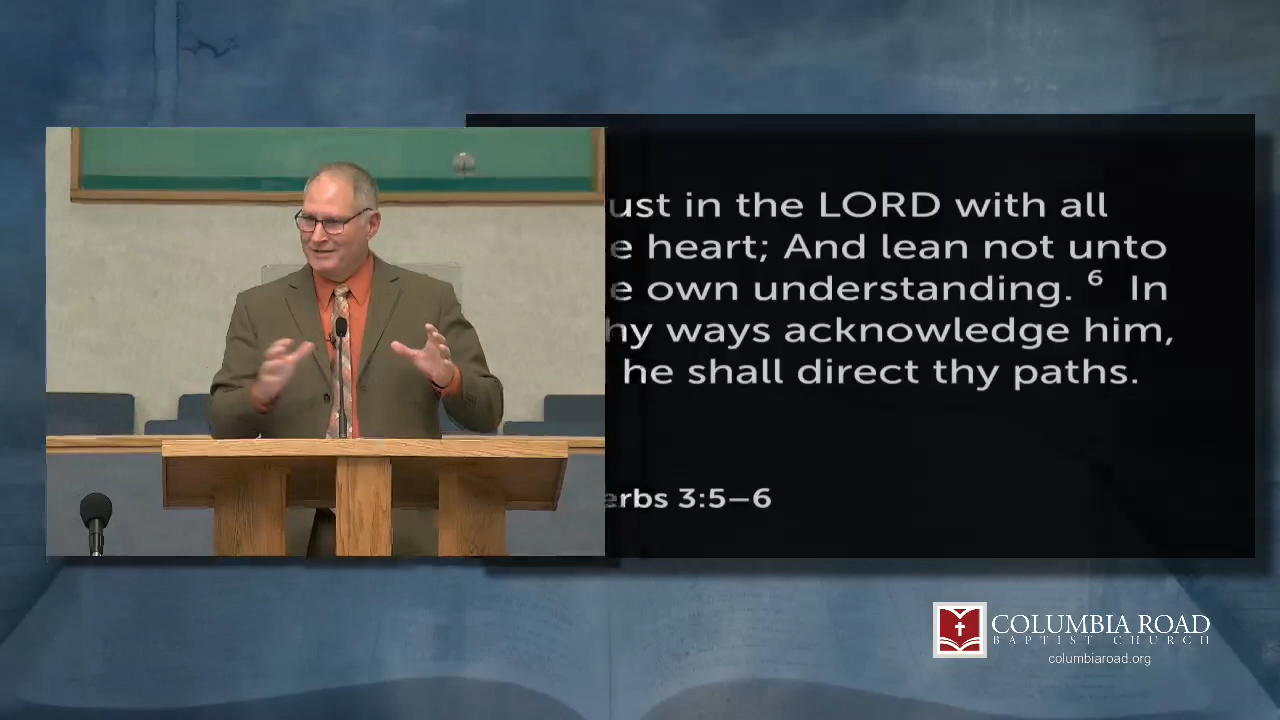 ust in the LORD with all
e heart; And lean not unto
e own understanding. ⁶ In
hy ways acknowledge him,
he shall direct thy paths.
erbs 3:5–6
COLUMBIA ROAD
BAPTIST CHURCH
columbiaroad.org